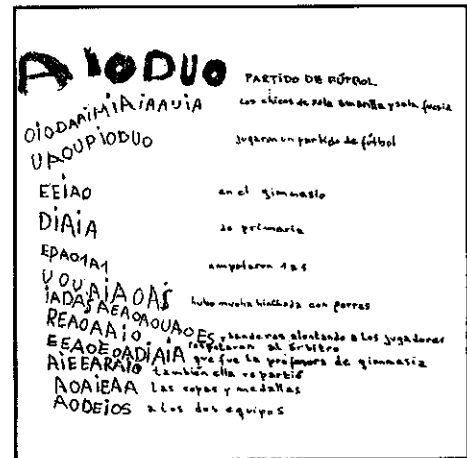 AIODUO PARTIDO DE FÚTBOL
OIODAAIMIAIAAUIA Los chicos de sala amarilla y sala fucsia
UAOUPIODUO jugaron un partido de fútbol
EEIAO en el gimnasio
DIAIA de primaria
EPAO1A1 empataron 1 a 1
UOUAIAOAS hubo mucha hinchada con porras
IADASAEAOAOUAOES, banderas alentando a los jugadores
REAOAAIO respetaron al árbitro
EEAOEOADIAIA que fue la profesora de gimnasia
AIEEARAIO también ella repartió
AOAIEAA las copas y medallas
AODEIOS a los dos equipos